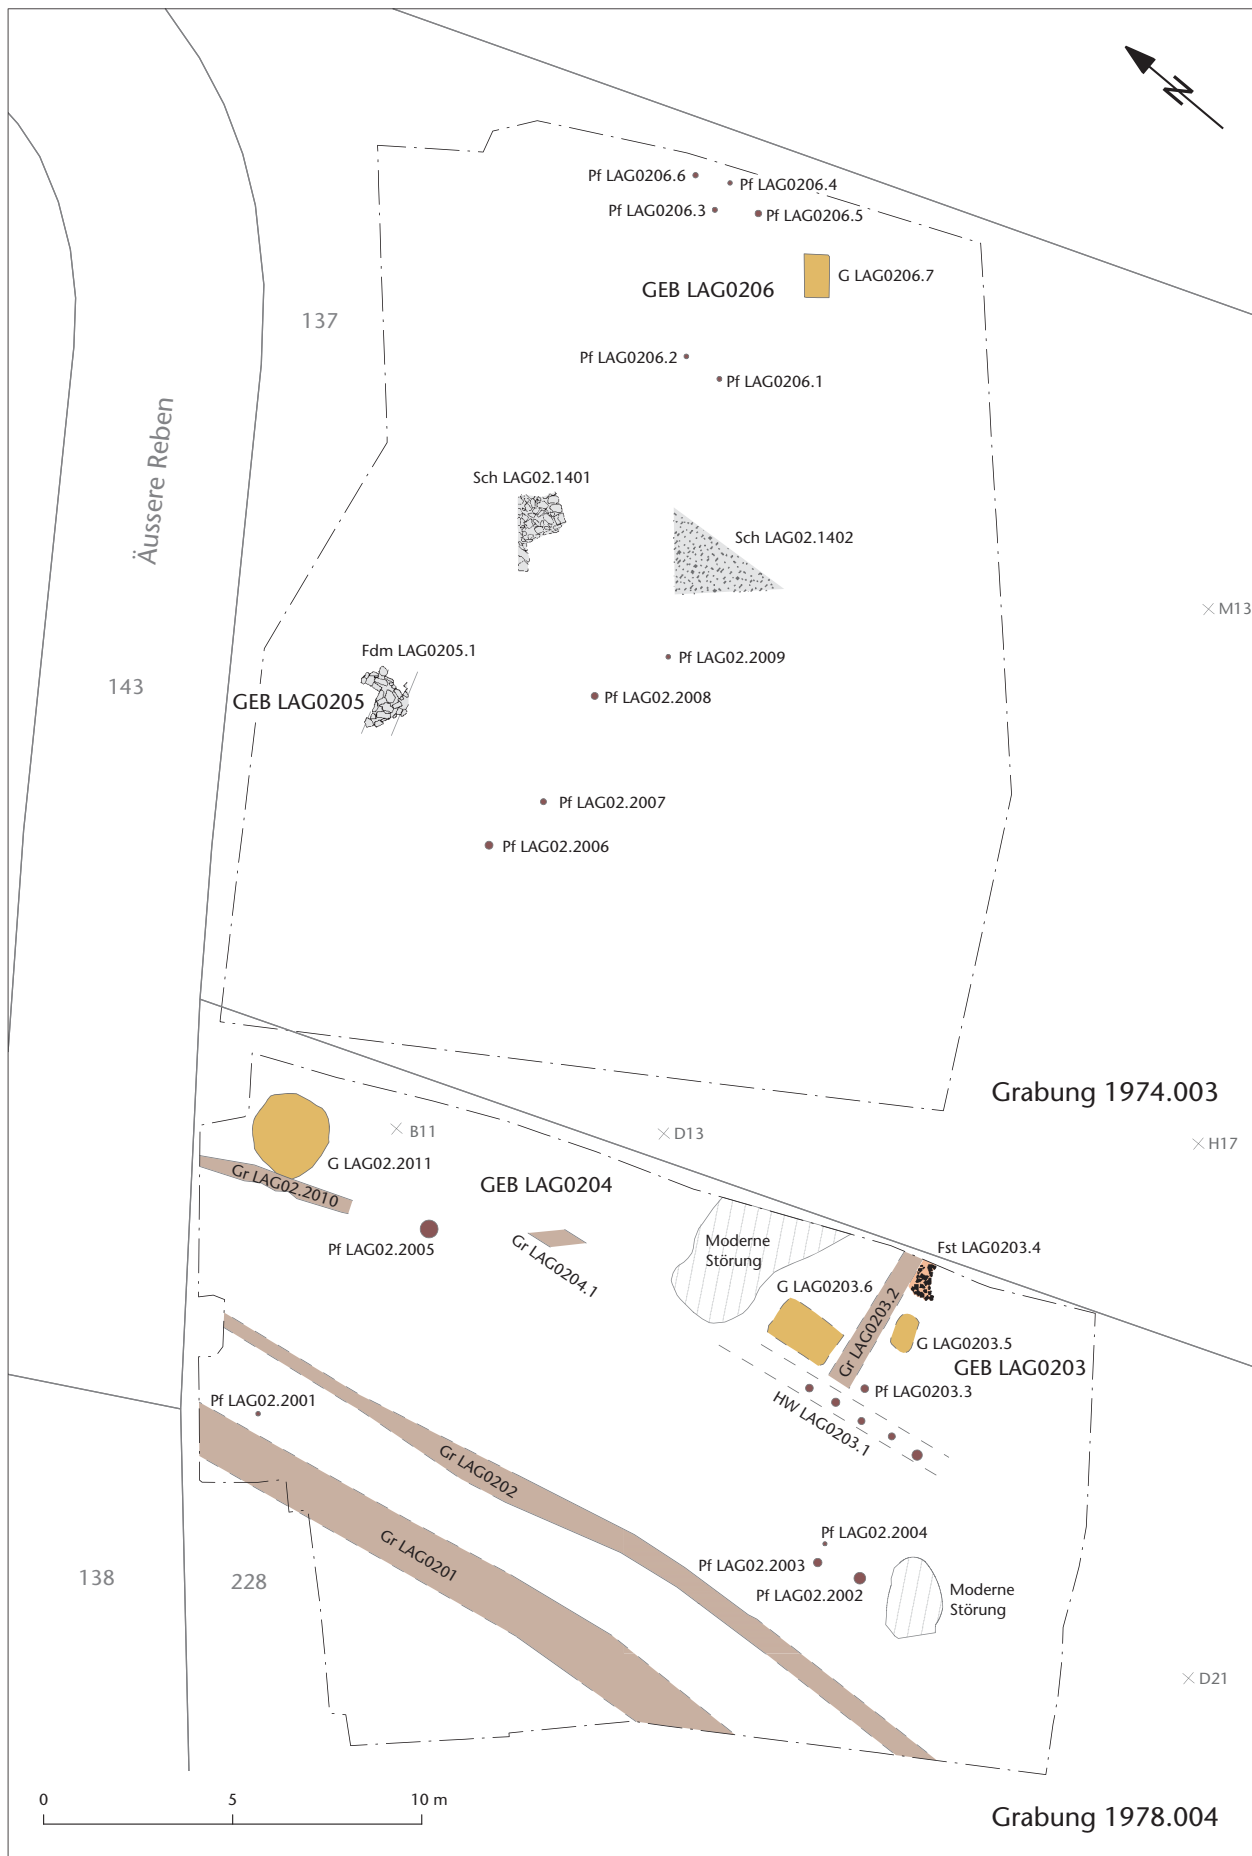 N
Pf LAG0206.6
Pf LAG0206.4
Pf LAG0206.3
Pf LAG0206.5
G LAG0206.7
GEB LAG0206
137
Pf LAG0206.2
Pf LAG0206.1
Äussere Reben
Sch LAG02.1401
Sch LAG02.1402
M13
Fdm LAG0205.1
Pf LAG02.2009
143
GEB LAG0205
Pf LAG02.2008
Pf LAG02.2007
Pf LAG02.2006
Grabung 1974.003
B11
D13
H17
G LAG02.2011
Gr LAG02.2010
GEB LAG0204
Pf LAG02.2005
Gr LAG0204.1
Moderne
Störung
Fst LAG0203.4
G LAG0203.6
Gr LAG0203.2
G LAG0203.5
GEB LAG0203
Pf LAG0203.3
HW LAG0203.1
Pf LAG02.2001
Gr LAG0202
Gr LAG0201
Pf LAG02.2004
Pf LAG02.2003
Pf LAG02.2002
Moderne
Störung
138
228
D21
0
5
10 m
Grabung 1978.004